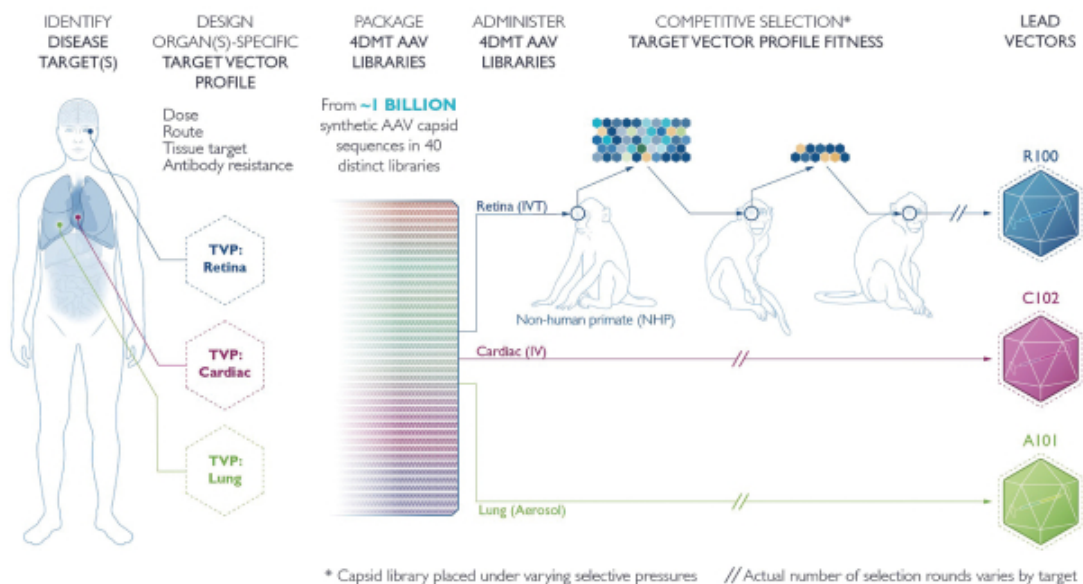 IDENTIFY
DISEASE
TARGET(S)
DESIGN
ORGAN(S)-SPECIFIC
TARGET VECTOR
PROFILE
PACKAGE
4DMT AAV
LIBRARIES
ADMINISTER
4DMT AAV
LIBRARIES
COMPETITIVE SELECTION*
TARGET VECTOR PROFILE FITNESS
LEAD
VECTORS
Dose
Route
Tissue target
Antibody resistance
From ~1 BILLION
synthetic AAV capsid
sequences in 40
distinct libraries
TVP:
Retina
TVP:
Cardiac
TVP:
Lung
Retina (IVT)
Non-human primate (NHP)
Cardiac (IV)
Lung (Aerosol)
R100
C102
A101
* Capsid library placed under varying selective pressures
// Actual number of selection rounds varies by target